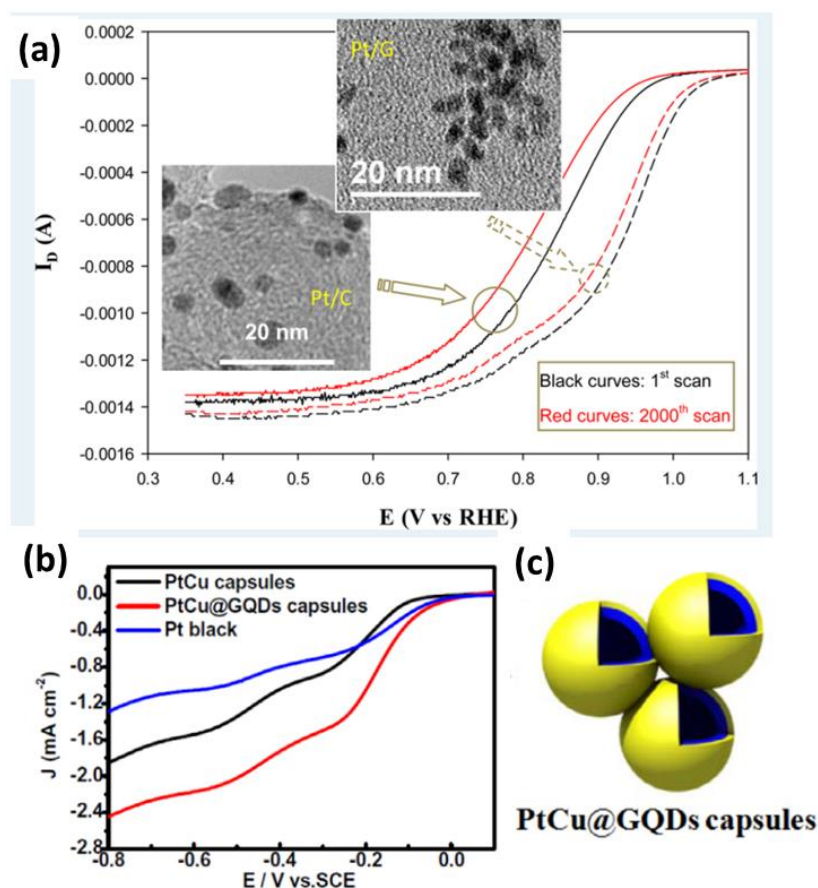 (a)
0.0002
0.0000
-0.0002
-0.0004
-0.0006
-0.0008
-0.0010
-0.0012
-0.0014
-0.0016
I_D (A)
Pt/G
20 nm
Pt/C
20 nm
Black curves: 1st scan
Red curves: 2000th scan
0.3 0.4 0.5 0.6 0.7 0.8 0.9 1.0 1.1
E (V vs RHE)
(b)
PtCu capsules
PtCu@GQDs capsules
Pt black
0.0
-0.4
-0.8
-1.2
-1.6
-2.0
-2.4
-2.8
J (mA cm-2)
-0.8 -0.6 -0.4 -0.2 0.0
E / V vs.SCE
(c)
PtCu@GQDs capsules